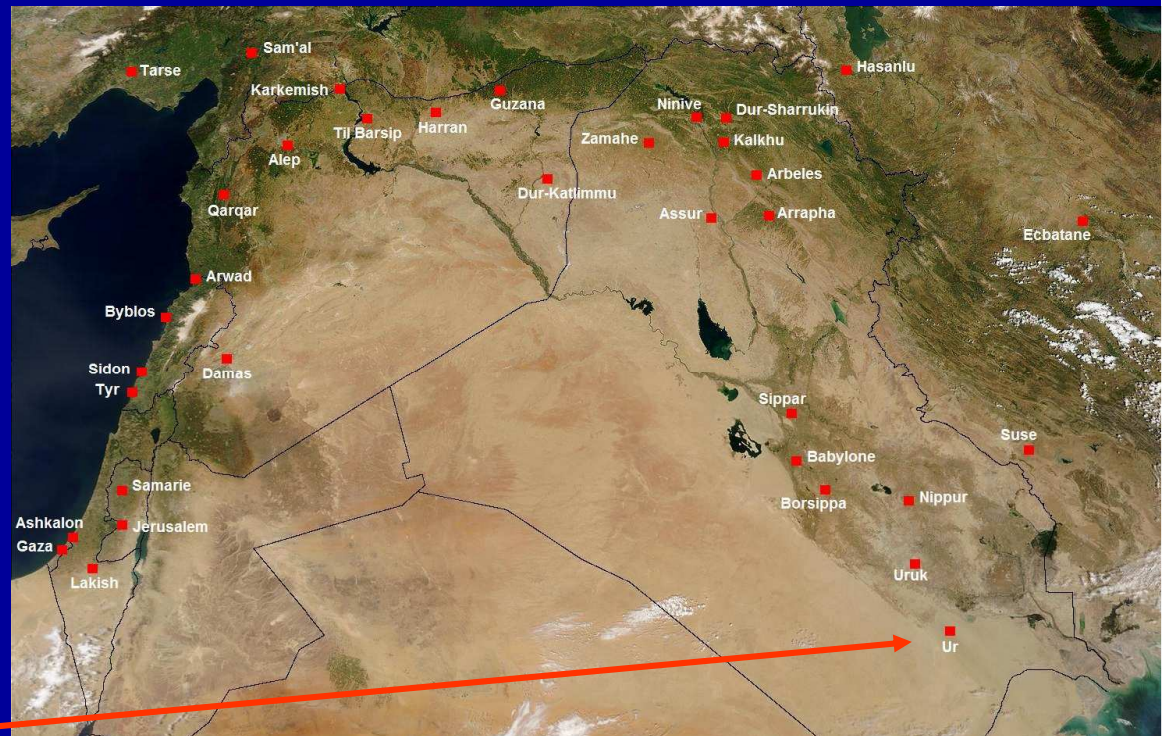 Sam'al
Tarse
Hasanlu
Karkemish
Guzana
Ninive
Dur-Sharrukin
Til Barsip
Harran
Zamahe
Kalkhu
Alep
Arbeles
Dur-Katlimmu
Qarqar
Assur
Arrapha
Ecbatane
Arwad
Byblos
Sidon
Damas
Tyr
Sippar
Suse
Babylone
Samarie
Borsippa
Nippur
Ashkalon
Jerusalem
Gaza
Lakish
Uruk
Ur